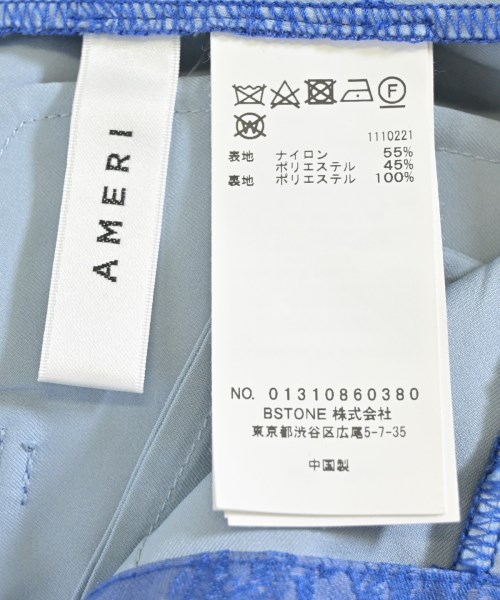 AMERI
F
W
1110221
表地 ナイロン 55%
ポリエステル 45%
裏地 ポリエステル 100%
NO. 01310860380
BSTONE 株式会社
東京都渋谷区広尾5-7-35
中国製